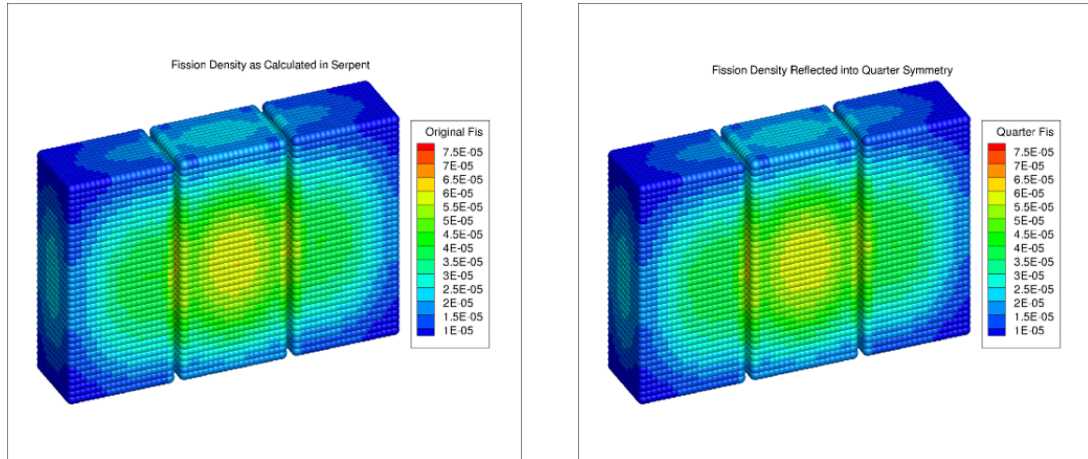 Fission Density as Calculated in Serpent
Original Fis
7.5E-05
7E-05
6.5E-05
6E-05
5.5E-05
5E-05
4.5E-05
4E-05
3.5E-05
3E-05
2.5E-05
2E-05
1.5E-05
1E-05
Fission Density Reflected into Quarter Symmetry
Quarter Fis
7.5E-05
7E-05
6.5E-05
6E-05
5.5E-05
5E-05
4.5E-05
4E-05
3.5E-05
3E-05
2.5E-05
2E-05
1.5E-05
1E-05